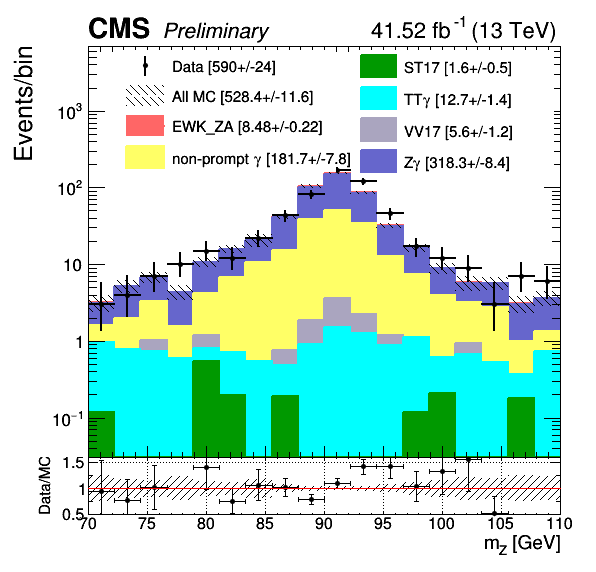 CMS Preliminary 41.52 fb⁻¹ (13 TeV)
Events/bin
Data [590+/-24]
All MC [528.4+/-11.6]
EWK_ZA [8.48+/-0.22]
non-prompt γ [181.7+/-7.8]
ST17 [1.6+/-0.5]
TTγ [12.7+/-1.4]
VV17 [5.6+/-1.2]
Zγ [318.3+/-8.4]
10³
10²
10
1
10⁻¹
Data/MC
1.5
1
0.5
70 75 80 85 90 95 100 105 110
m_Z [GeV]